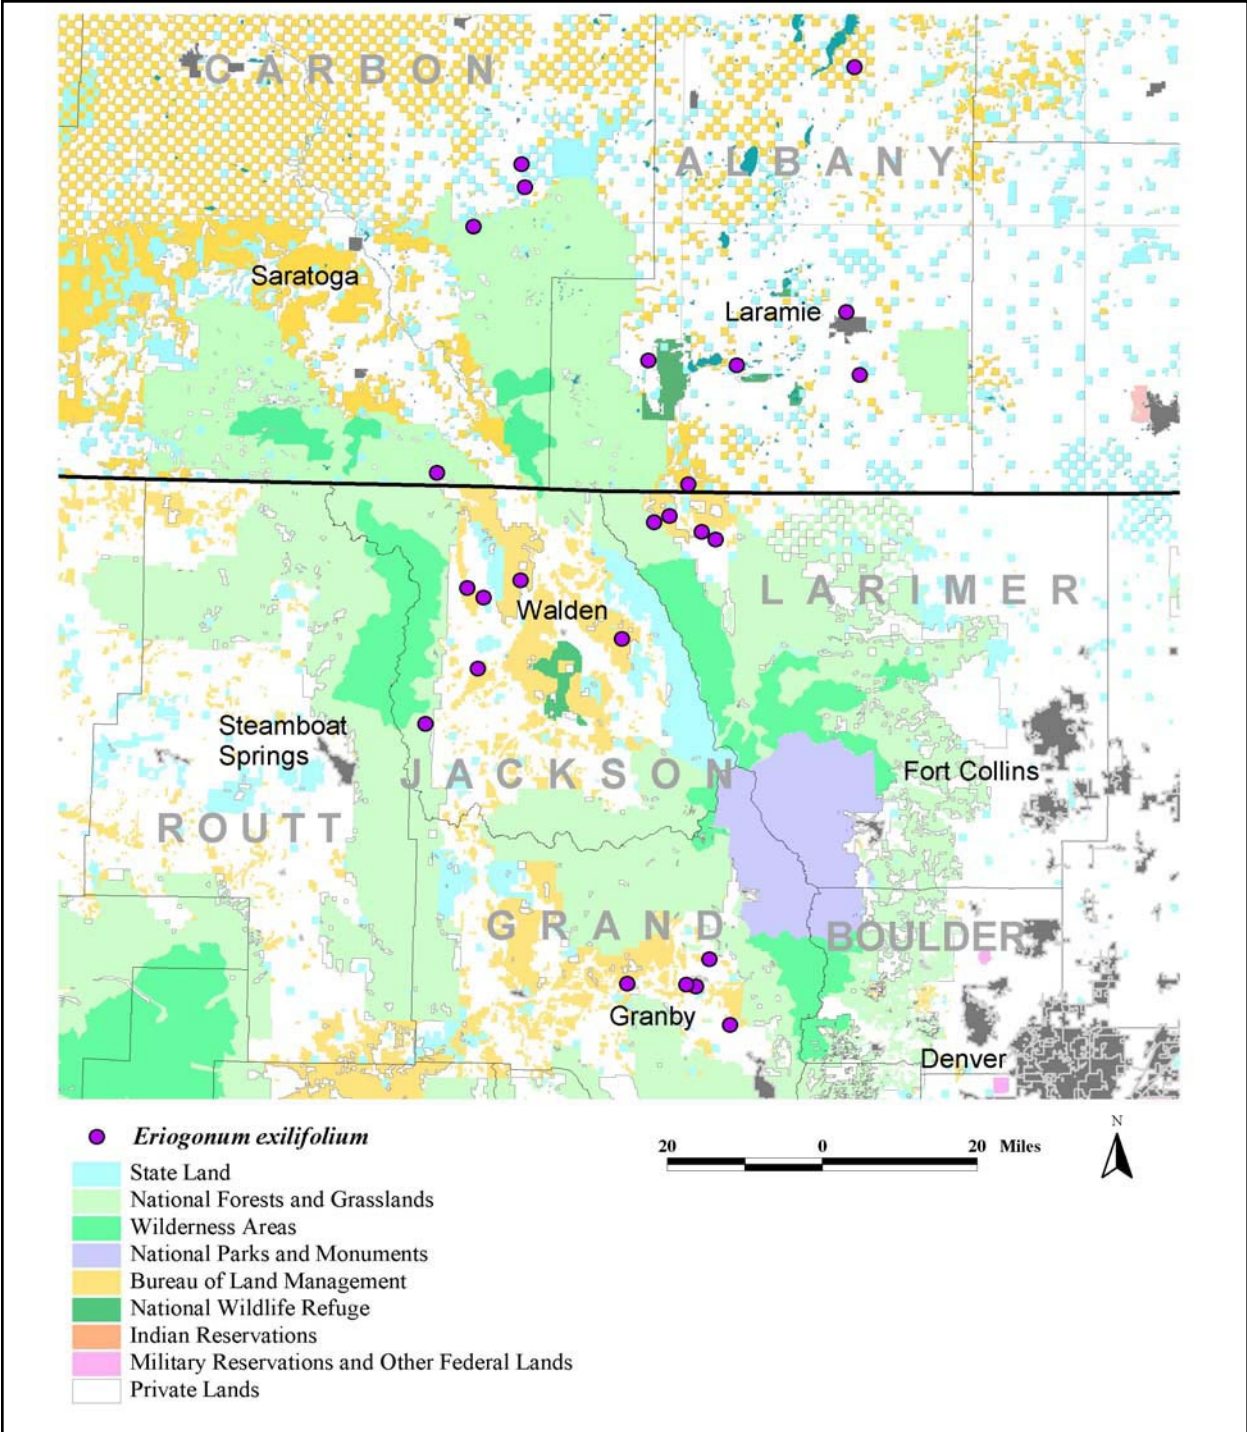 CARBON
ALBANY
Saratoga
Laramie
LARIMER
Walden
Steamboat
Springs
JACKSON
Fort Collins
ROUTT
GRAND
BOULDER
Granby
Denver
Eriogonum exilifolium
State Land
National Forests and Grasslands
Wilderness Areas
National Parks and Monuments
Bureau of Land Management
National Wildlife Refuge
Indian Reservations
Military Reservations and Other Federal Lands
Private Lands
20 0 20 Miles
N